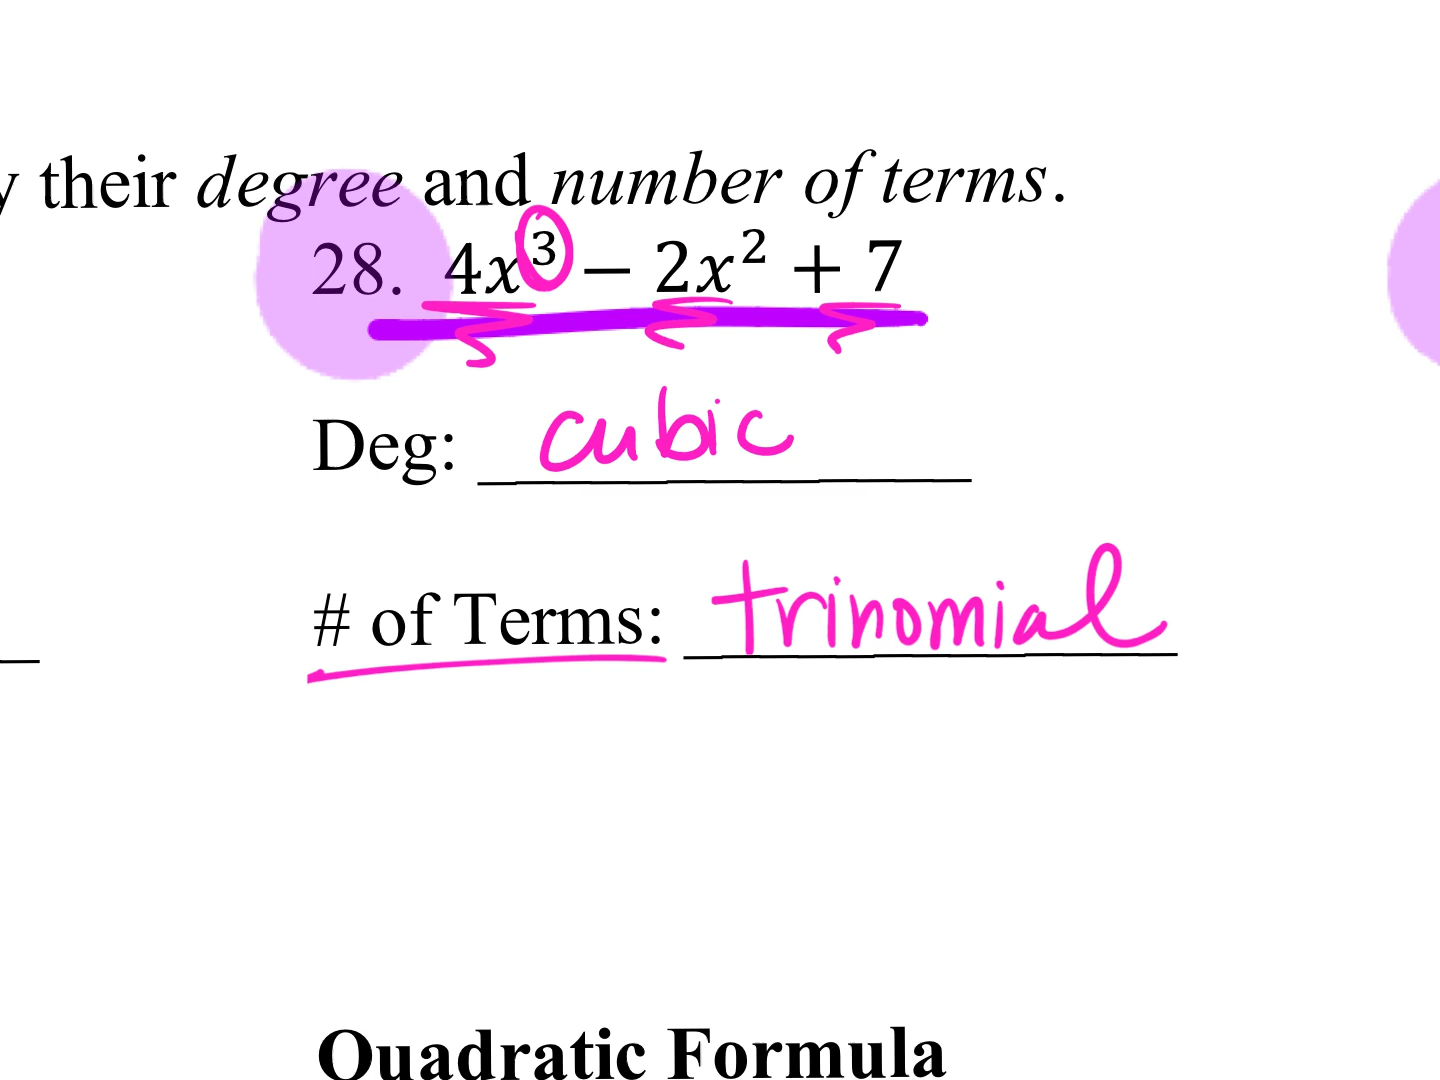 y their degree and number of terms.
28. 4x³ − 2x² + 7
Deg: cubic
# of Terms: trinomial
Quadratic Formula